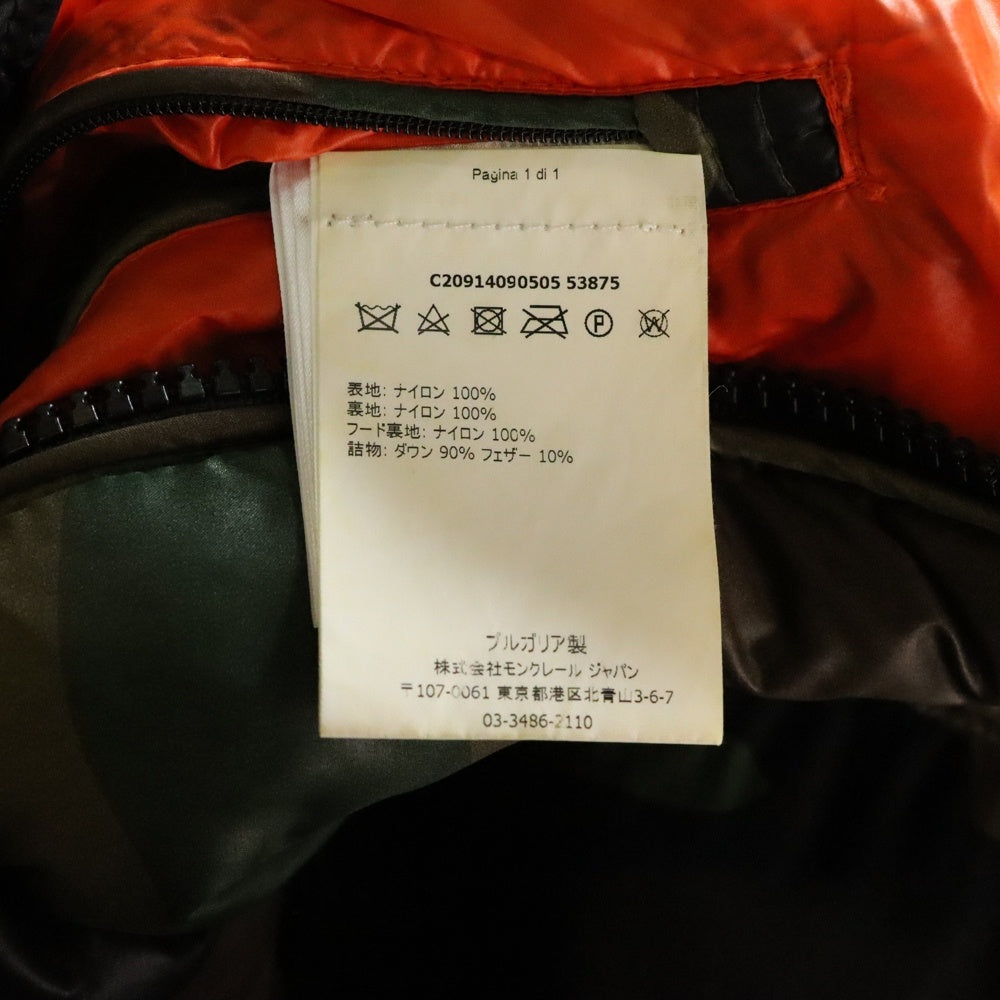 Pagina 1 di 1
C20914090505 53875
P
W
表地: ナイロン 100%
裏地: ナイロン 100%
フード裏地: ナイロン 100%
詰物: ダウン 90% フェザー 10%
ブルガリア製
株式会社モンクレール ジャパン
〒107-0061 東京都港区北青山3-6-7
03-3486-2110